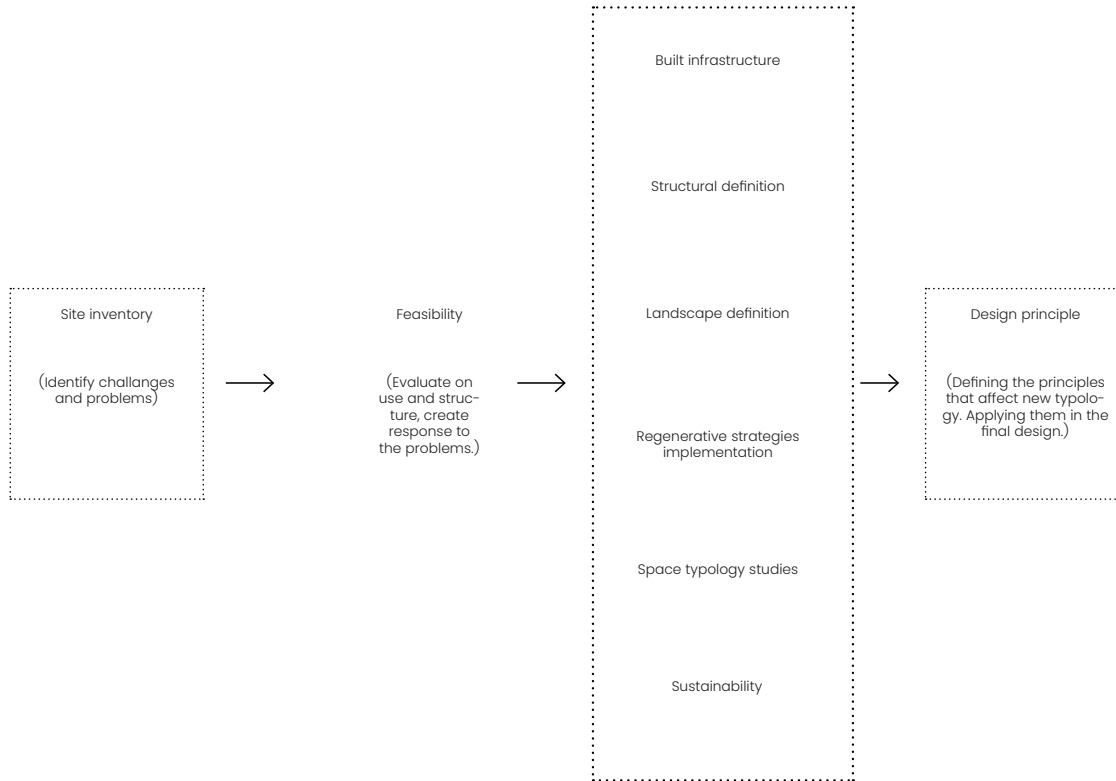 Site inventory
(Identify challanges
and problems)
Feasibility
(Evaluate on
use and struc-
ture, create
response to
the problems.)
Built infrastructure
Structural definition
Landscape definition
Regenerative strategies
implementation
Space typology studies
Sustainability
Design principle
(Defining the principles
that affect new typolo-
gy. Applying them in the
final design.)